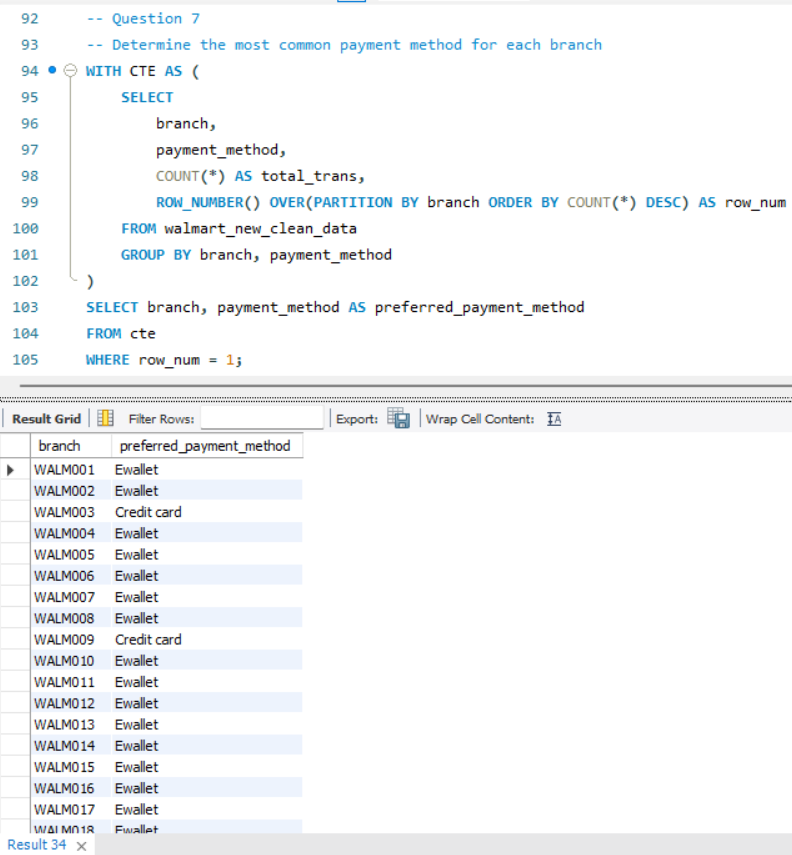 92 -- Question 7
93 -- Determine the most common payment method for each branch
94 WITH CTE AS (
95 SELECT
96 branch,
97 payment_method,
98 COUNT(*) AS total_trans,
99 ROW_NUMBER() OVER(PARTITION BY branch ORDER BY COUNT(*) DESC) AS row_num
100 FROM walmart_new_clean_data
101 GROUP BY branch, payment_method
102 )
103 SELECT branch, payment_method AS preferred_payment_method
104 FROM cte
105 WHERE row_num = 1;
Result Grid Filter Rows: Export: Wrap Cell Content: IA
branch preferred_payment_method
WALM001 Ewallet
WALM002 Ewallet
WALM003 Credit card
WALM004 Ewallet
WALM005 Ewallet
WALM006 Ewallet
WALM007 Ewallet
WALM008 Ewallet
WALM009 Credit card
WALM010 Ewallet
WALM011 Ewallet
WALM012 Ewallet
WALM013 Ewallet
WALM014 Ewallet
WALM015 Ewallet
WALM016 Ewallet
WALM017 Ewallet
WALM018 Ewallet
Result 34